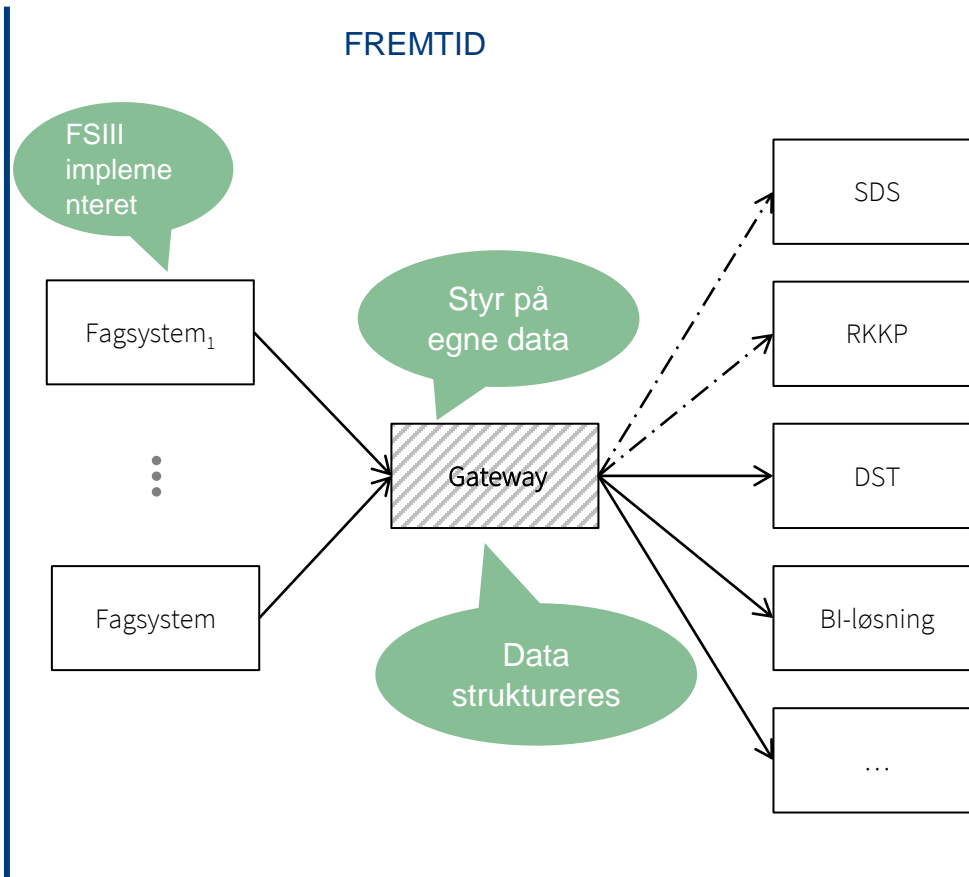 FREMTID
FSIII
impleme
nteret
Fagsystem₁
Fagsystem
Styr på
egne data
Gateway
Data
struktureres
SDS
RKKP
DST
BI-løsning
...